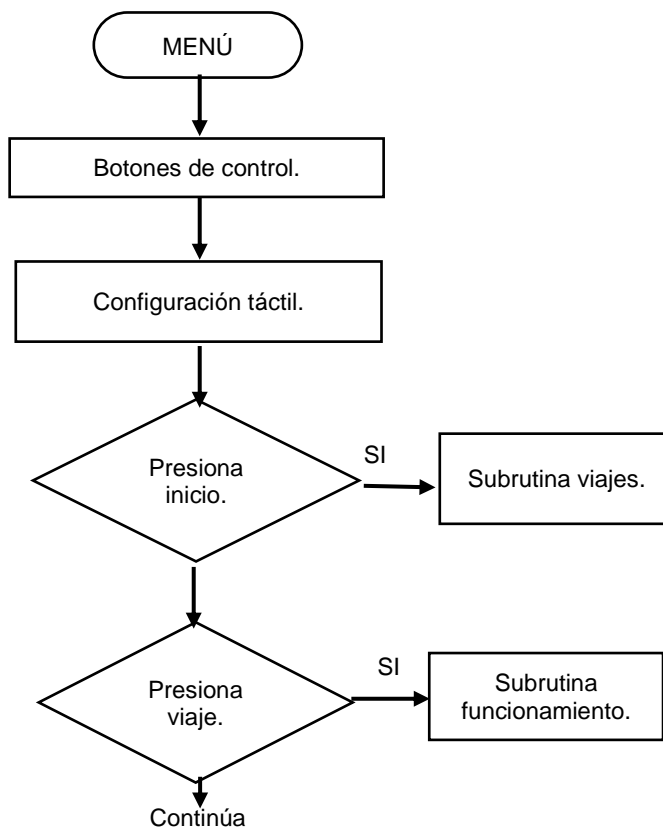 MENÚ
Botones de control.
Configuración táctil.
Presiona
inicio.
SI
Subrutina viajes.
Presiona
viaje.
SI
Subrutina
funcionamiento.
Continúa